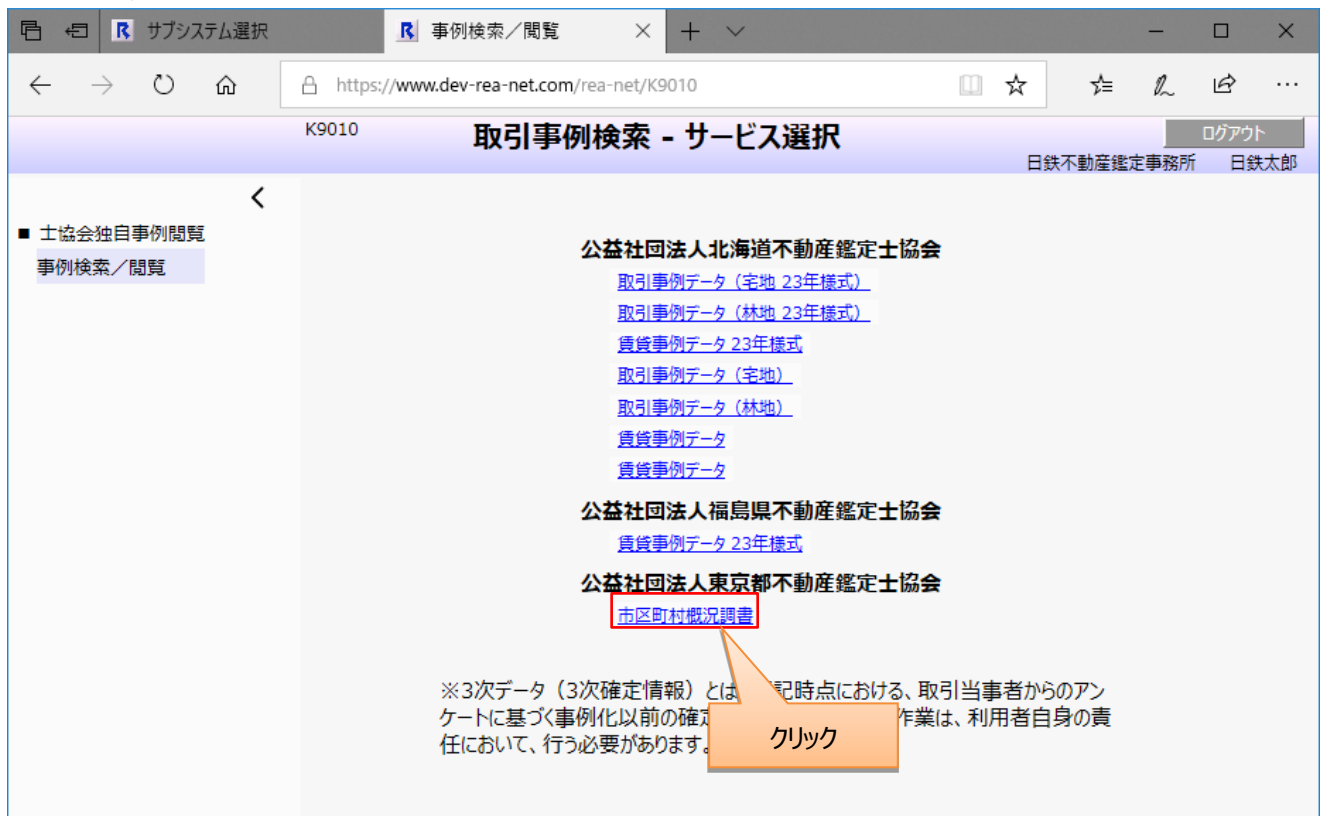 サブシステム選択
事例検索／閲覧
https://www.dev-rea-net.com/rea-net/K9010
K9010
取引事例検索 - サービス選択
ログアウト
日鉄不動産鑑定事務所 日鉄太郎
■ 士協会独自事例閲覧
事例検索／閲覧
公益社団法人北海道不動産鑑定士協会
取引事例データ（宅地 23年様式）
取引事例データ（林地 23年様式）
賃貸事例データ 23年様式
取引事例データ（宅地）
取引事例データ（林地）
賃貸事例データ
賃貸事例データ
公益社団法人福島県不動産鑑定士協会
賃貸事例データ 23年様式
公益社団法人東京都不動産鑑定士協会
市区町村概況調書
※3次データ（3次確定情報）とは 記時点における、取引当事者からのアン
ケートに基づく事例化以前の確 作業は、利用者自身の責
任において、行う必要があります。
クリック